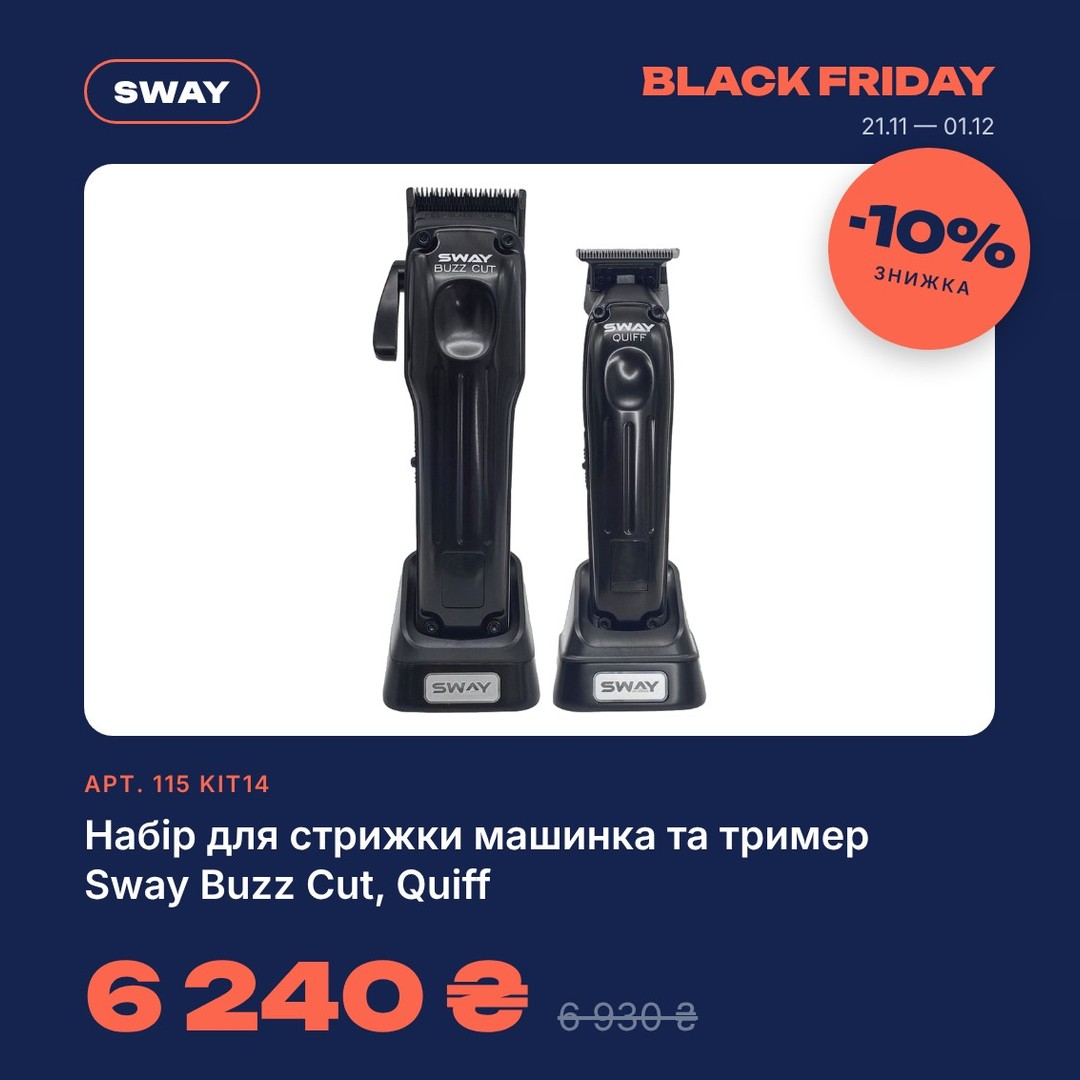 SWAY
BLACK FRIDAY
21.11 — 01.12
-10%
ЗНИЖКА
SWAY
BUZZ CUT
SWAY
QUIFF
SWAY
SWAY
АРТ. 115 KIT14
Набір для стрижки машинка та тример
Sway Buzz Cut, Quiff
6 240 ₴
6 930 ₴